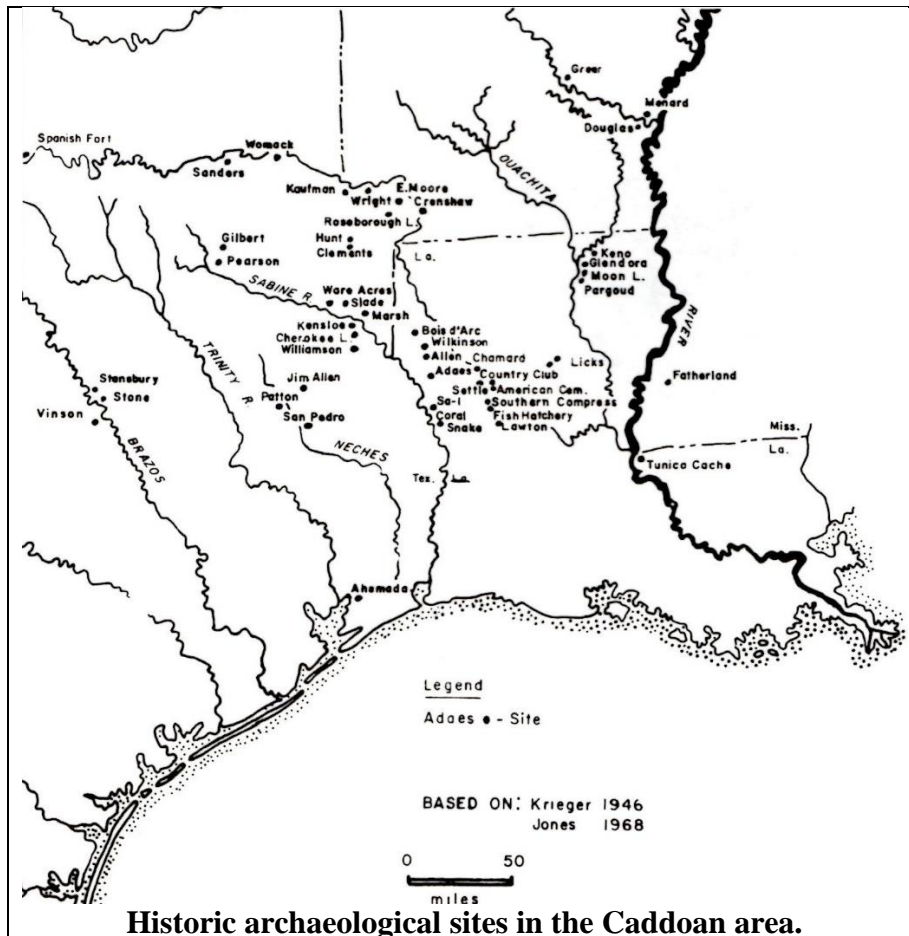 Greer
Menard
Douglas
Spanish Fort
Womack
Sanders
OUACHITA
Kaufman
E. Moore
Wright
Crenshaw
Roseborough L.
Gilbert
Hunt
Clements
La.
Keno
Glendora
Pearson
Moon L.
Pargoud
SABINE R.
Ware Acres
Slade
Marsh
RIVER
Kensloe
Bois d'Arc
Cherokee L.
Wilkinson
Williamson
Allen
Chamard
Licks
TRINITY R.
Adaes
Country Club
Fatherland
Stansbury
Jim Allen
Settle
American Cem.
Stone
Patton
Sa-1
Southern Compress
Vinson
San Pedro
Coral
Fish Hatchery
Snake
Lawton
Miss.
BRAZOS
NECHES
La.
Tunica Cache
Tex.
La.
Ahemada
Legend
Adaes ● - Site
BASED ON: Krieger 1946
Jones 1968
0 50
miles
Historic archaeological sites in the Caddoan area.